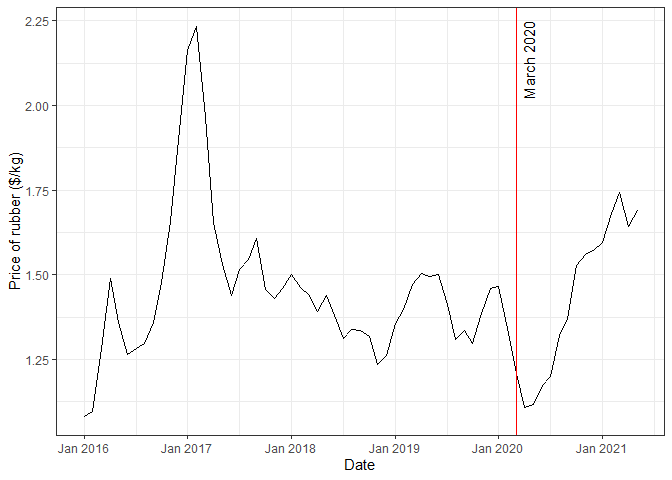 2.25
2.00
1.75
1.50
1.25
Price of rubber ($/kg)
March 2020
Jan 2016
Jan 2017
Jan 2018
Jan 2019
Jan 2020
Jan 2021
Date